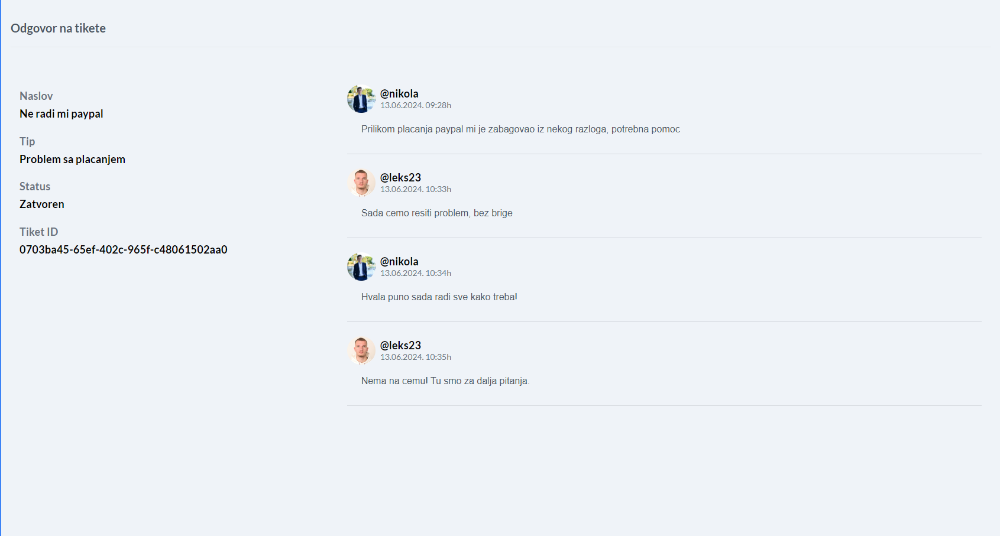 Odgovor na tikete
Naslov
Ne radi mi paypal
Tip
Problem sa placanjem
Status
Zatvoren
Tiket ID
0703ba45-65ef-402c-965f-c48061502aa0
@nikola
13.06.2024. 09:28h
Prilikom placanja paypal mi je zabagovao iz nekog razloga, potrebna pomoc
@leks23
13.06.2024. 10:33h
Sada cemo resiti problem, bez brige
@nikola
13.06.2024. 10:34h
Hvala puno sada radi sve kako treba!
@leks23
13.06.2024. 10:35h
Nema na cemu! Tu smo za dalja pitanja.